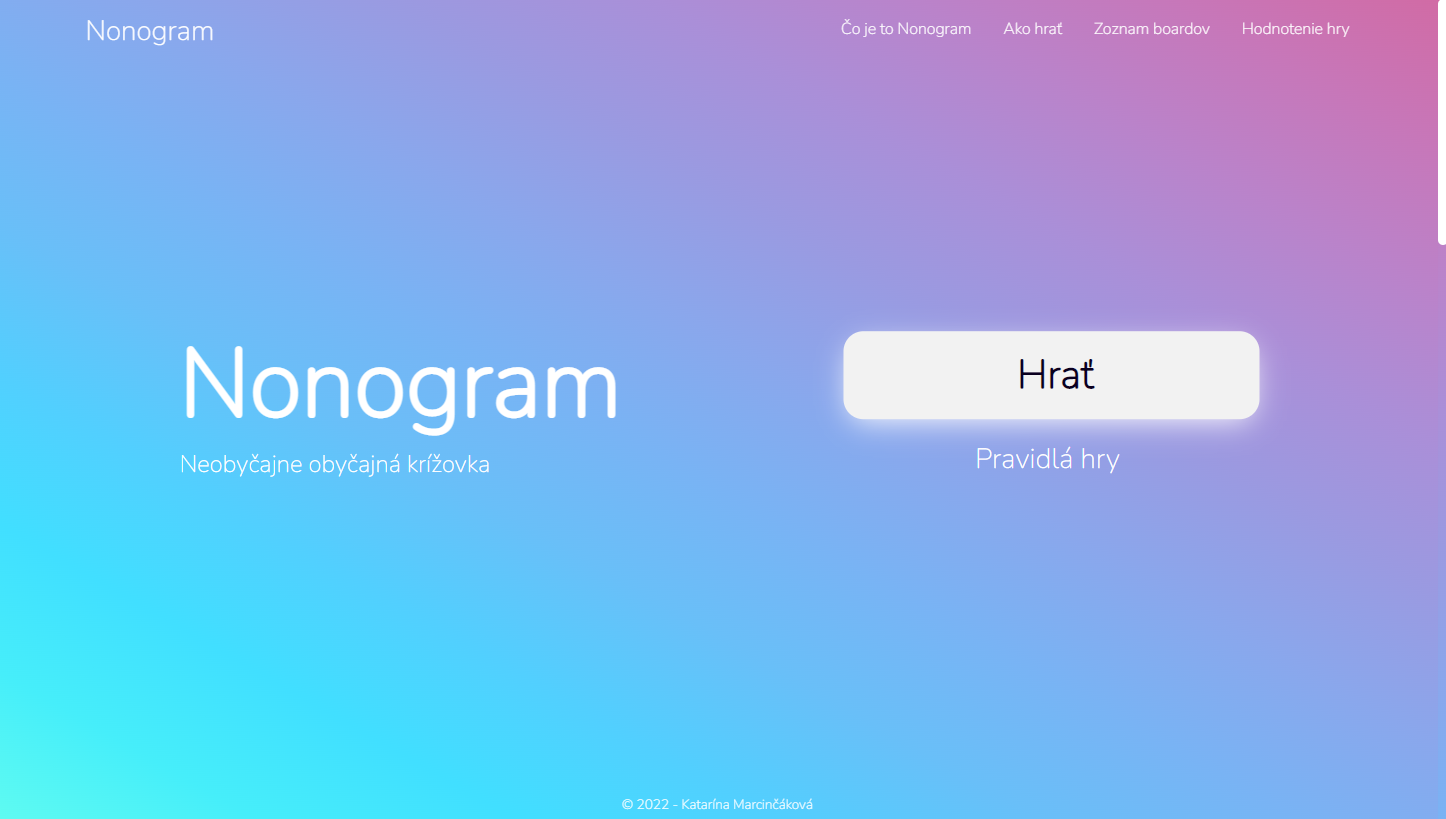 Nonogram
Čo je to Nonogram Ako hrať Zoznam boardov Hodnotenie hry
Nonogram
Neobyčajne obyčajná krížovka
Hrať
Pravidlá hry
© 2022 - Katarína Marcinčáková